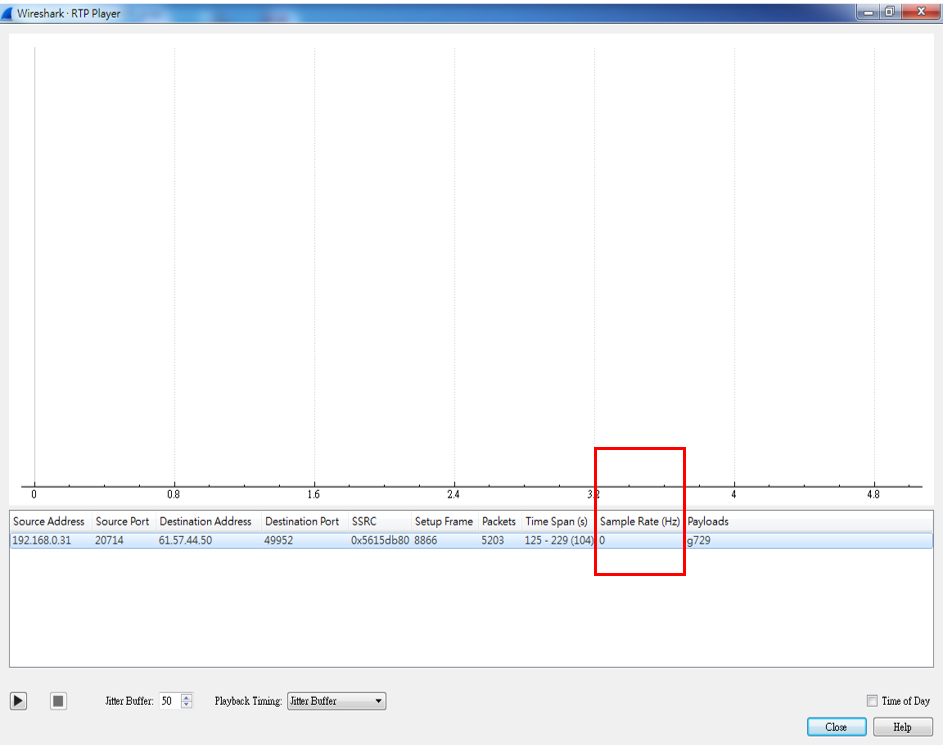 Wireshark · RTP Player
0 0.8 1.6 2.4 3.2 4 4.8
Source Address Source Port Destination Address Destination Port SSRC Setup Frame Packets Time Span (s) Sample Rate (Hz) Payloads
192.168.0.31 20714 61.57.44.50 49952 0x5615db80 8866 5203 125 - 229 (104) 0 g729
Jitter Buffer: 50 Playback Timing: Jitter Buffer Time of Day
Close Help